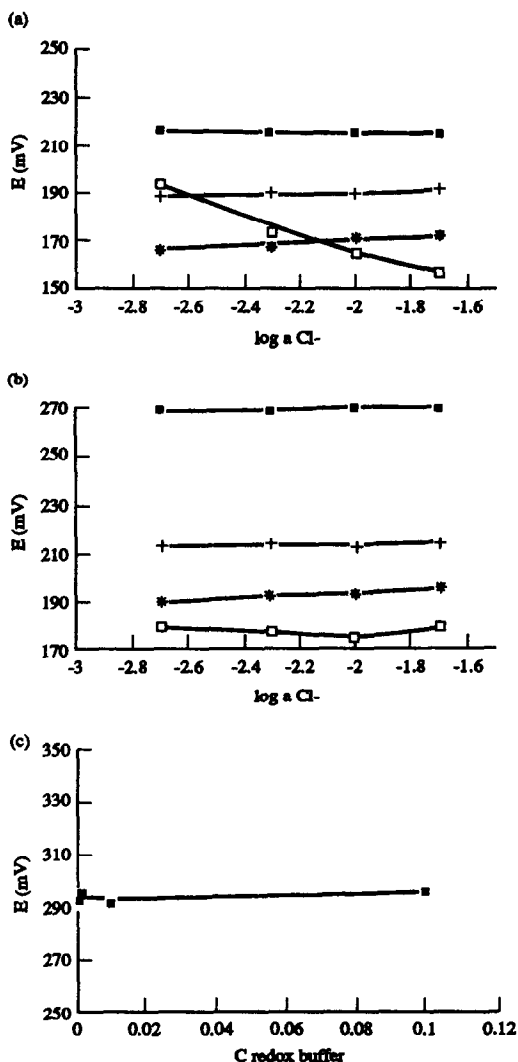 (a)
250
230
210
190
170
150
E (mV)
-3 -2.8 -2.6 -2.4 -2.2 -2 -1.8 -1.6
log a Cl-
(b)
270
250
230
210
190
170
E (mV)
-3 -2.8 -2.6 -2.4 -2.2 -2 -1.8 -1.6
log a Cl-
(c)
350
330
310
290
270
250
E (mV)
0 0.02 0.04 0.06 0.08 0.1 0.12
C redox buffer